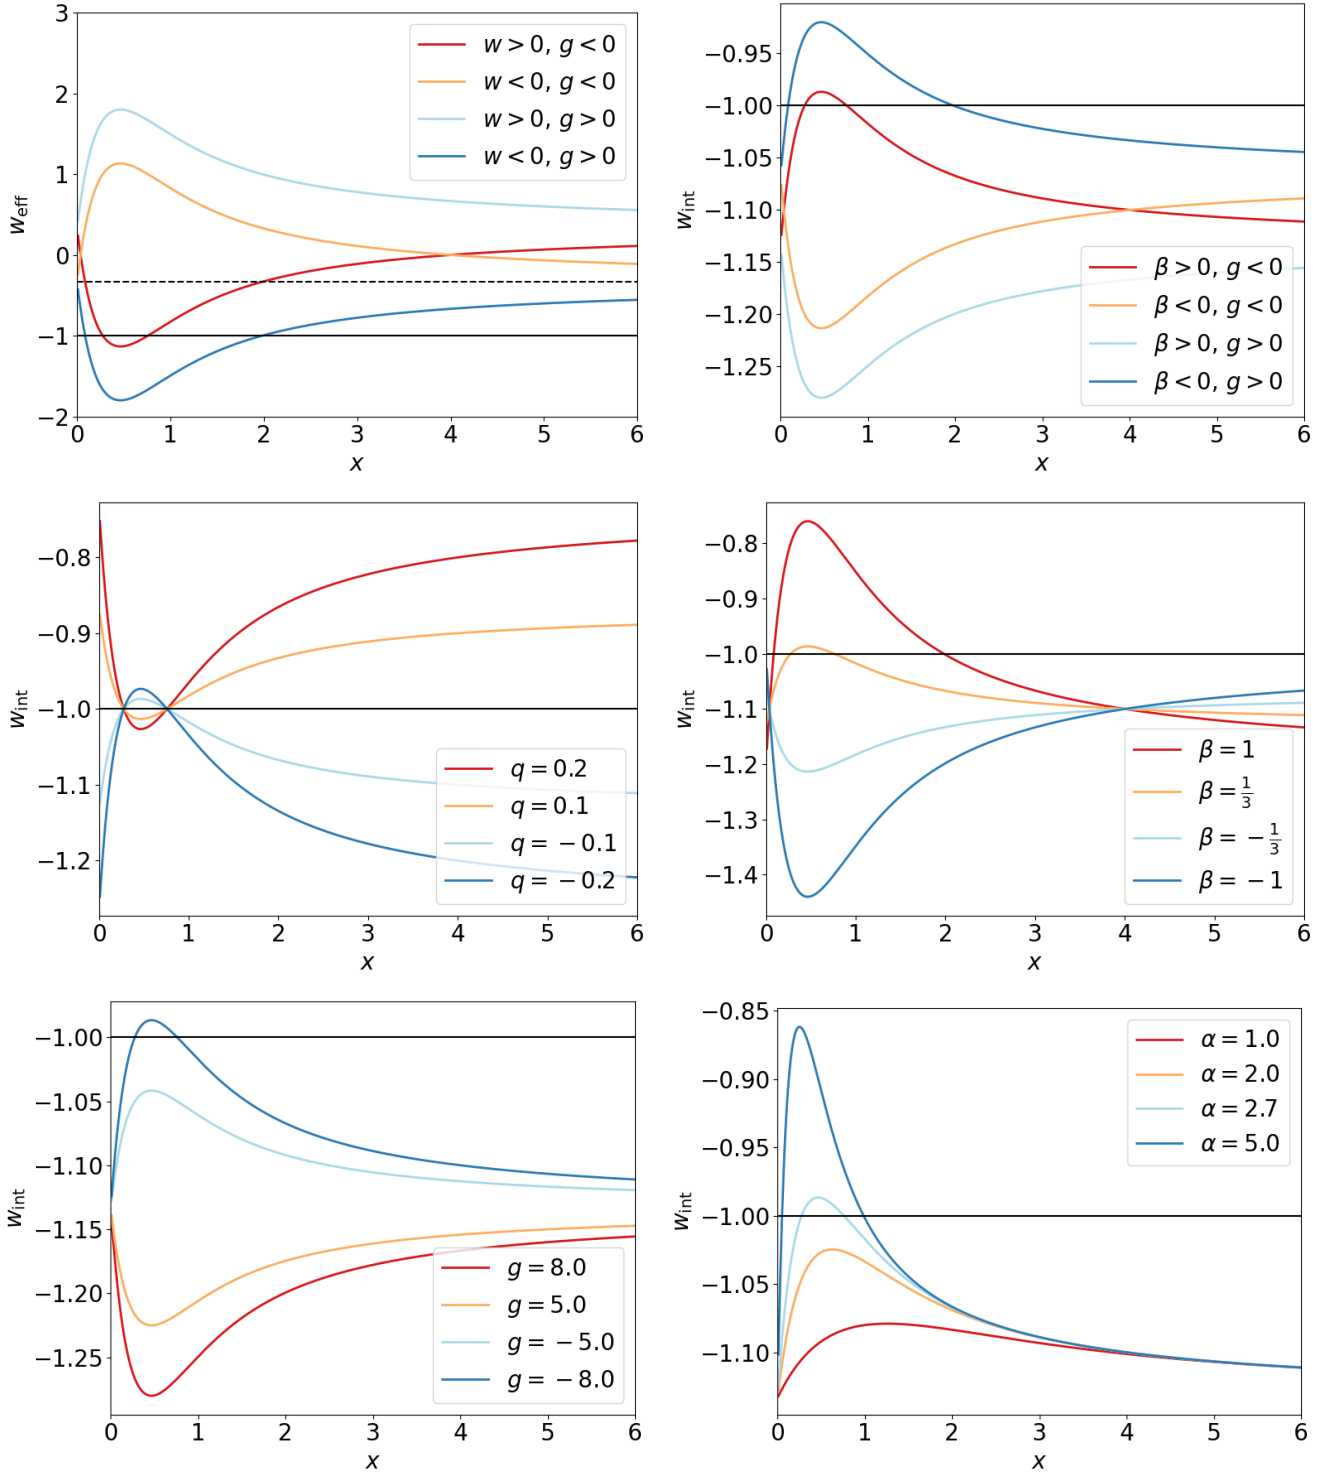 3
2
1
0
−1
−2
w_eff
0 1 2 3 4 5 6
x
w > 0, g < 0
w < 0, g < 0
w > 0, g > 0
w < 0, g > 0
−0.95
−1.00
−1.05
−1.10
−1.15
−1.20
−1.25
w_int
0 1 2 3 4 5 6
x
β > 0, g < 0
β < 0, g < 0
β > 0, g > 0
β < 0, g > 0
−0.8
−0.9
−1.0
−1.1
−1.2
w_int
0 1 2 3 4 5 6
x
q = 0.2
q = 0.1
q = −0.1
q = −0.2
−0.8
−0.9
−1.0
−1.1
−1.2
−1.3
−1.4
w_int
0 1 2 3 4 5 6
x
β = 1
β = 1/3
β = −1/3
β = −1
−1.00
−1.05
−1.10
−1.15
−1.20
−1.25
w_int
0 1 2 3 4 5 6
x
g = 8.0
g = 5.0
g = −5.0
g = −8.0
−0.85
−0.90
−0.95
−1.00
−1.05
−1.10
w_int
0 1 2 3 4 5 6
x
α = 1.0
α = 2.0
α = 2.7
α = 5.0